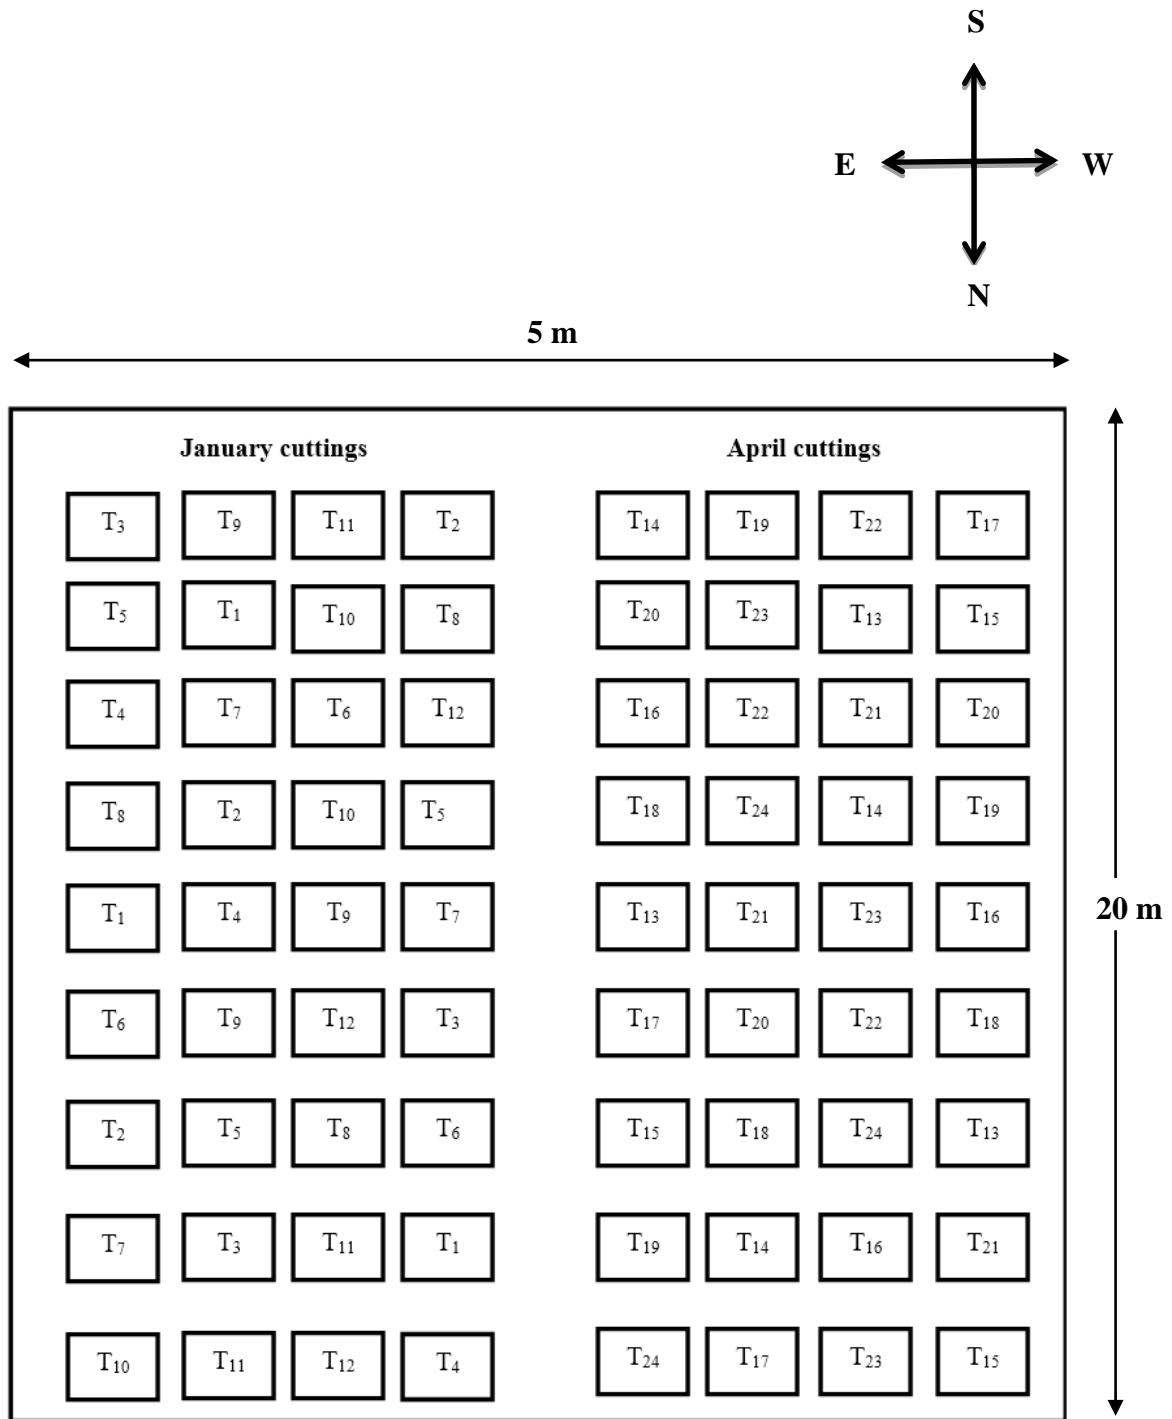 S
E W
N
5 m
January cuttings April cuttings
T₃ T₉ T₁₁ T₂ T₁₄ T₁₉ T₂₂ T₁₇
T₅ T₁ T₁₀ T₈ T₂₀ T₂₃ T₁₃ T₁₅
T₄ T₇ T₆ T₁₂ T₁₆ T₂₂ T₂₁ T₂₀
T₈ T₂ T₁₀ T₅ T₁₈ T₂₄ T₁₄ T₁₉
T₁ T₄ T₉ T₇ T₁₃ T₂₁ T₂₃ T₁₆
20 m
T₆ T₉ T₁₂ T₃ T₁₇ T₂₀ T₂₂ T₁₈
T₂ T₅ T₈ T₆ T₁₅ T₁₈ T₂₄ T₁₃
T₇ T₃ T₁₁ T₁ T₁₉ T₁₄ T₁₆ T₂₁
T₁₀ T₁₁ T₁₂ T₄ T₂₄ T₁₇ T₂₃ T₁₅